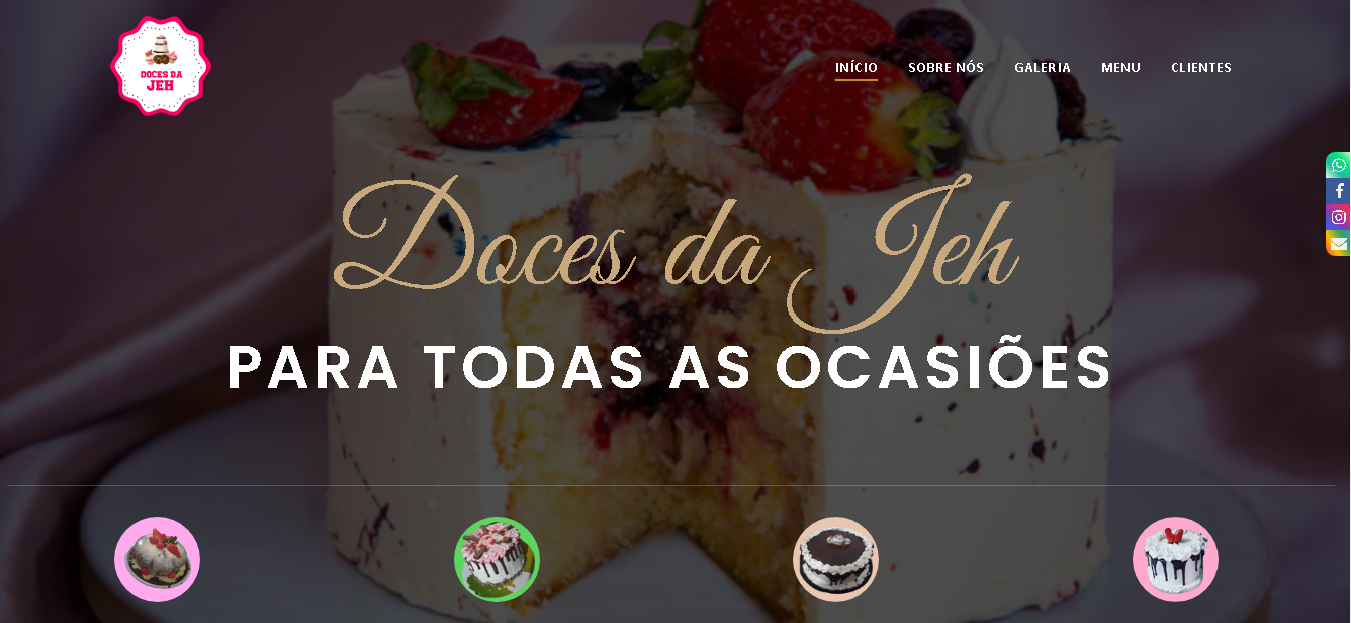 DOCES DA
JEH
INÍCIO SOBRE NÓS GALERIA MENU CLIENTES
Doces da Jeh
PARA TODAS AS OCASIÕES